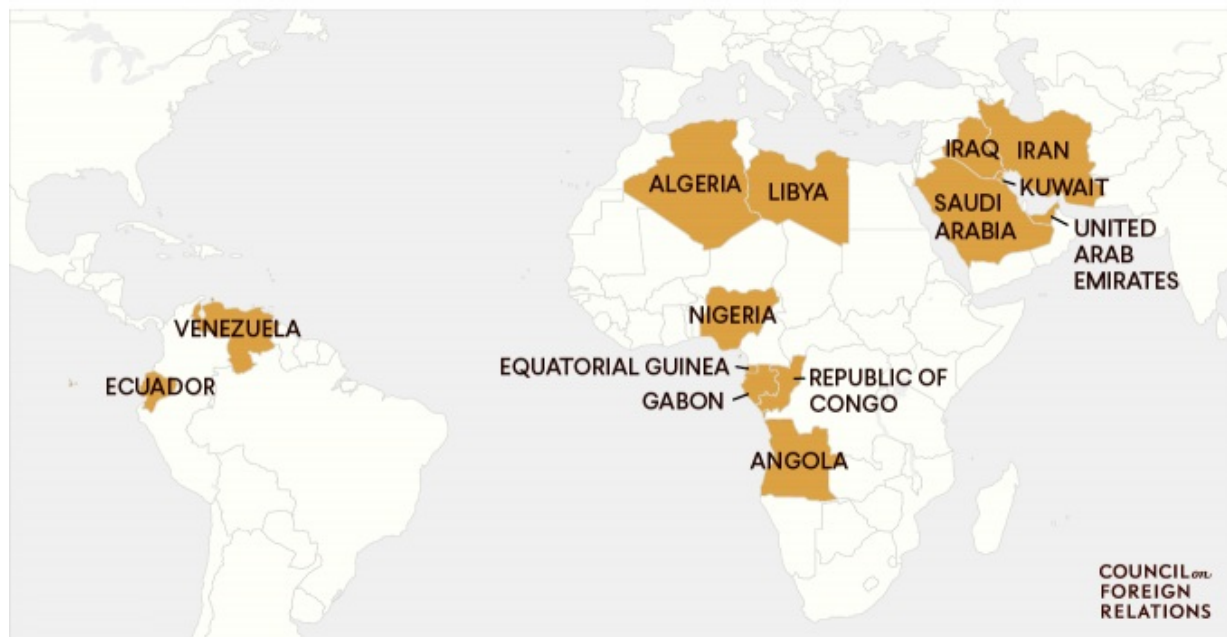 IRAQ
IRAN
ALGERIA
LIBYA
KUWAIT
SAUDI
ARABIA
UNITED
ARAB
EMIRATES
NIGERIA
VENEZUELA
EQUATORIAL GUINEA
REPUBLIC OF
CONGO
ECUADOR
GABON
ANGOLA
COUNCIL on
FOREIGN
RELATIONS